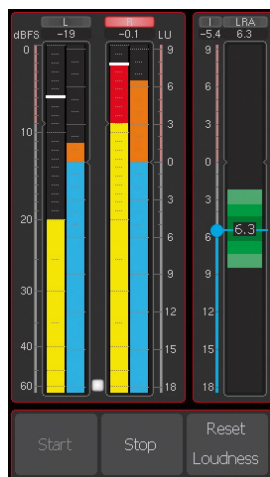 L R I LRA
dBFS -19 -0.1 LU -5.4 6.3
0 9 9
6 6
10 3 3
0 0
3 3
20 6 6 6.3
30 9 9
12 12
40 15 15
60 18 18
Start Stop Reset
Loudness